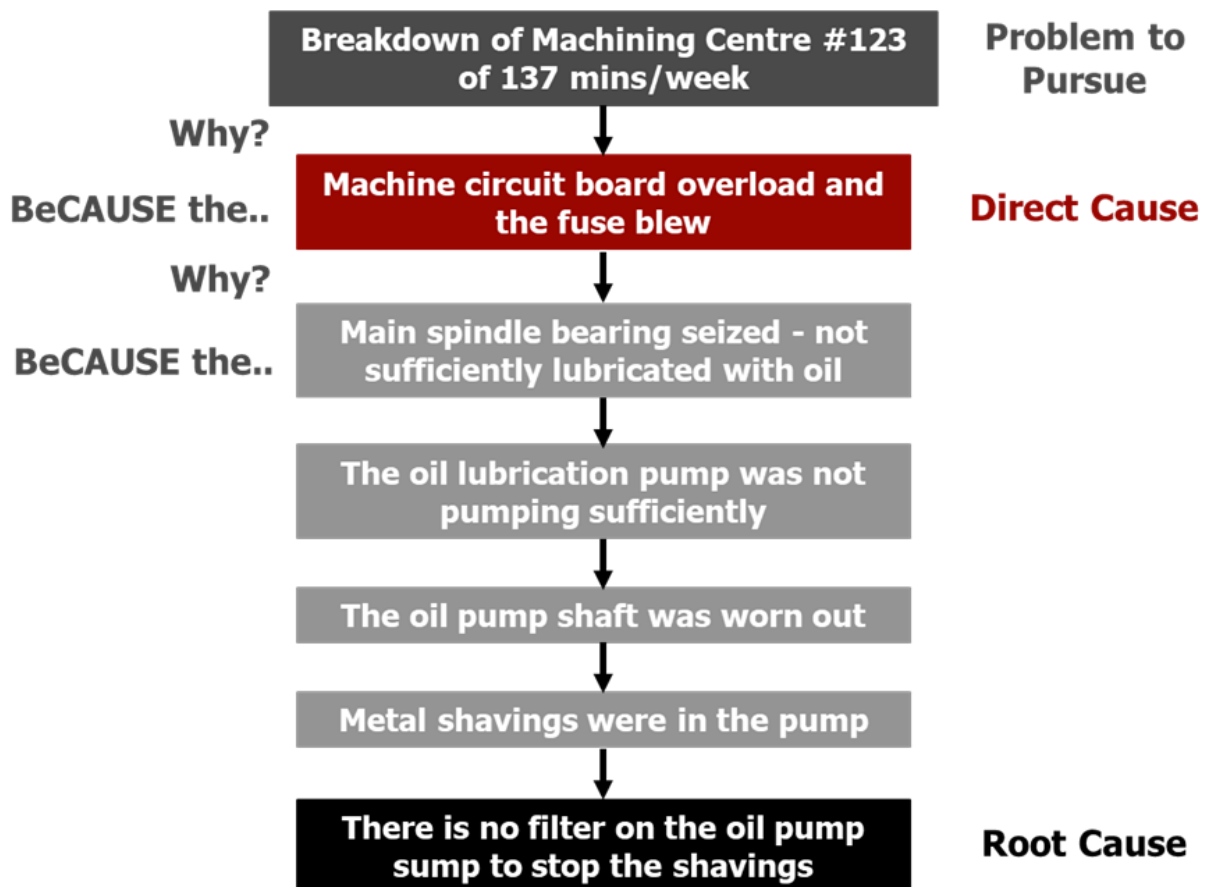 Breakdown of Machining Centre #123
of 137 mins/week
Problem to
Pursue
Why?
BeCAUSE the..
Machine circuit board overload and
the fuse blew
Direct Cause
Why?
BeCAUSE the..
Main spindle bearing seized - not
sufficiently lubricated with oil
The oil lubrication pump was not
pumping sufficiently
The oil pump shaft was worn out
Metal shavings were in the pump
There is no filter on the oil pump
sump to stop the shavings
Root Cause